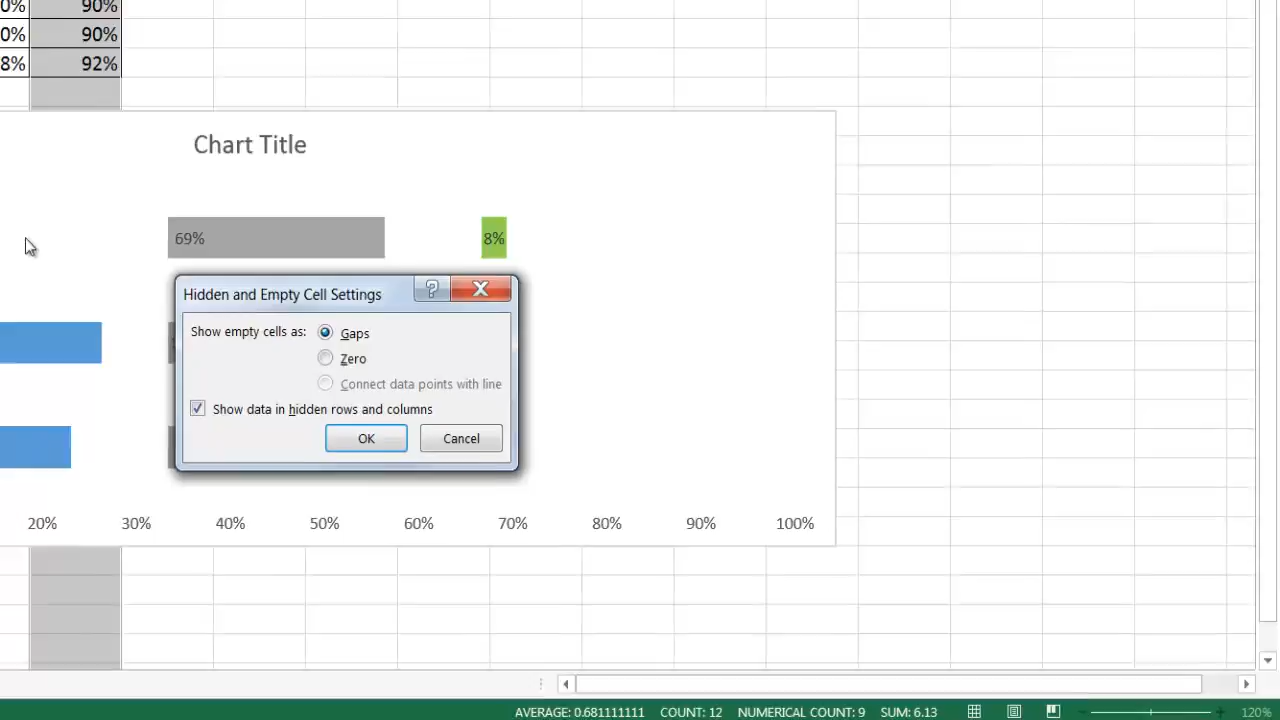 0% 90%
0% 90%
8% 92%
Chart Title
69% 8%
Hidden and Empty Cell Settings
Show empty cells as: Gaps
Zero
Connect data points with line
Show data in hidden rows and columns
OK Cancel
20% 30% 40% 50% 60% 70% 80% 90% 100%
AVERAGE: 0.681111111 COUNT: 12 NUMERICAL COUNT: 9 SUM: 6.13 120%